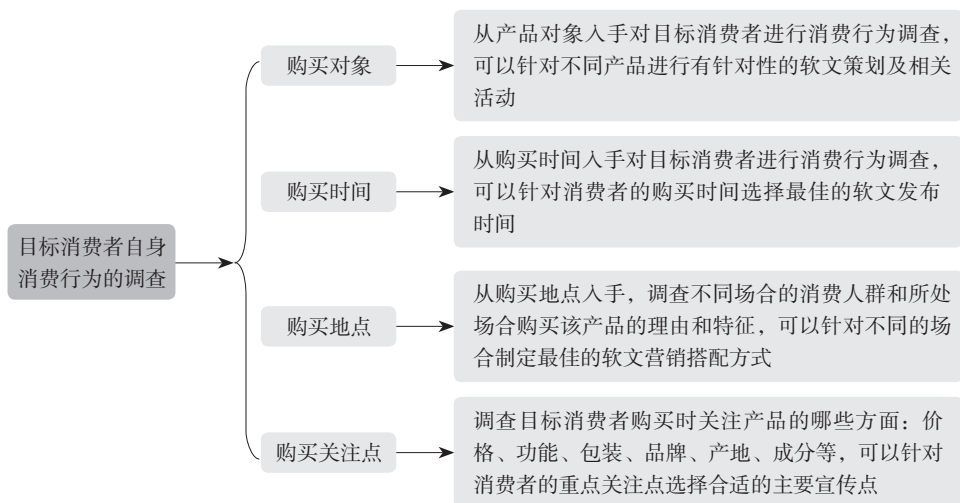 目标消费者自身
消费行为的调查
购买对象
从产品对象入手对目标消费者进行消费行为调查，
可以针对不同产品进行有针对性的软文策划及相关
活动
购买时间
从购买时间入手对目标消费者进行消费行为调查，
可以针对消费者的购买时间选择最佳的软文发布
时间
购买地点
从购买地点入手，调查不同场合的消费人群和所处
场合购买该产品的理由和特征，可以针对不同的场
合制定最佳的软文营销搭配方式
购买关注点
调查目标消费者购买时关注产品的哪些方面：价
格、功能、包装、品牌、产地、成分等，可以针对
消费者的重点关注点选择合适的主要宣传点